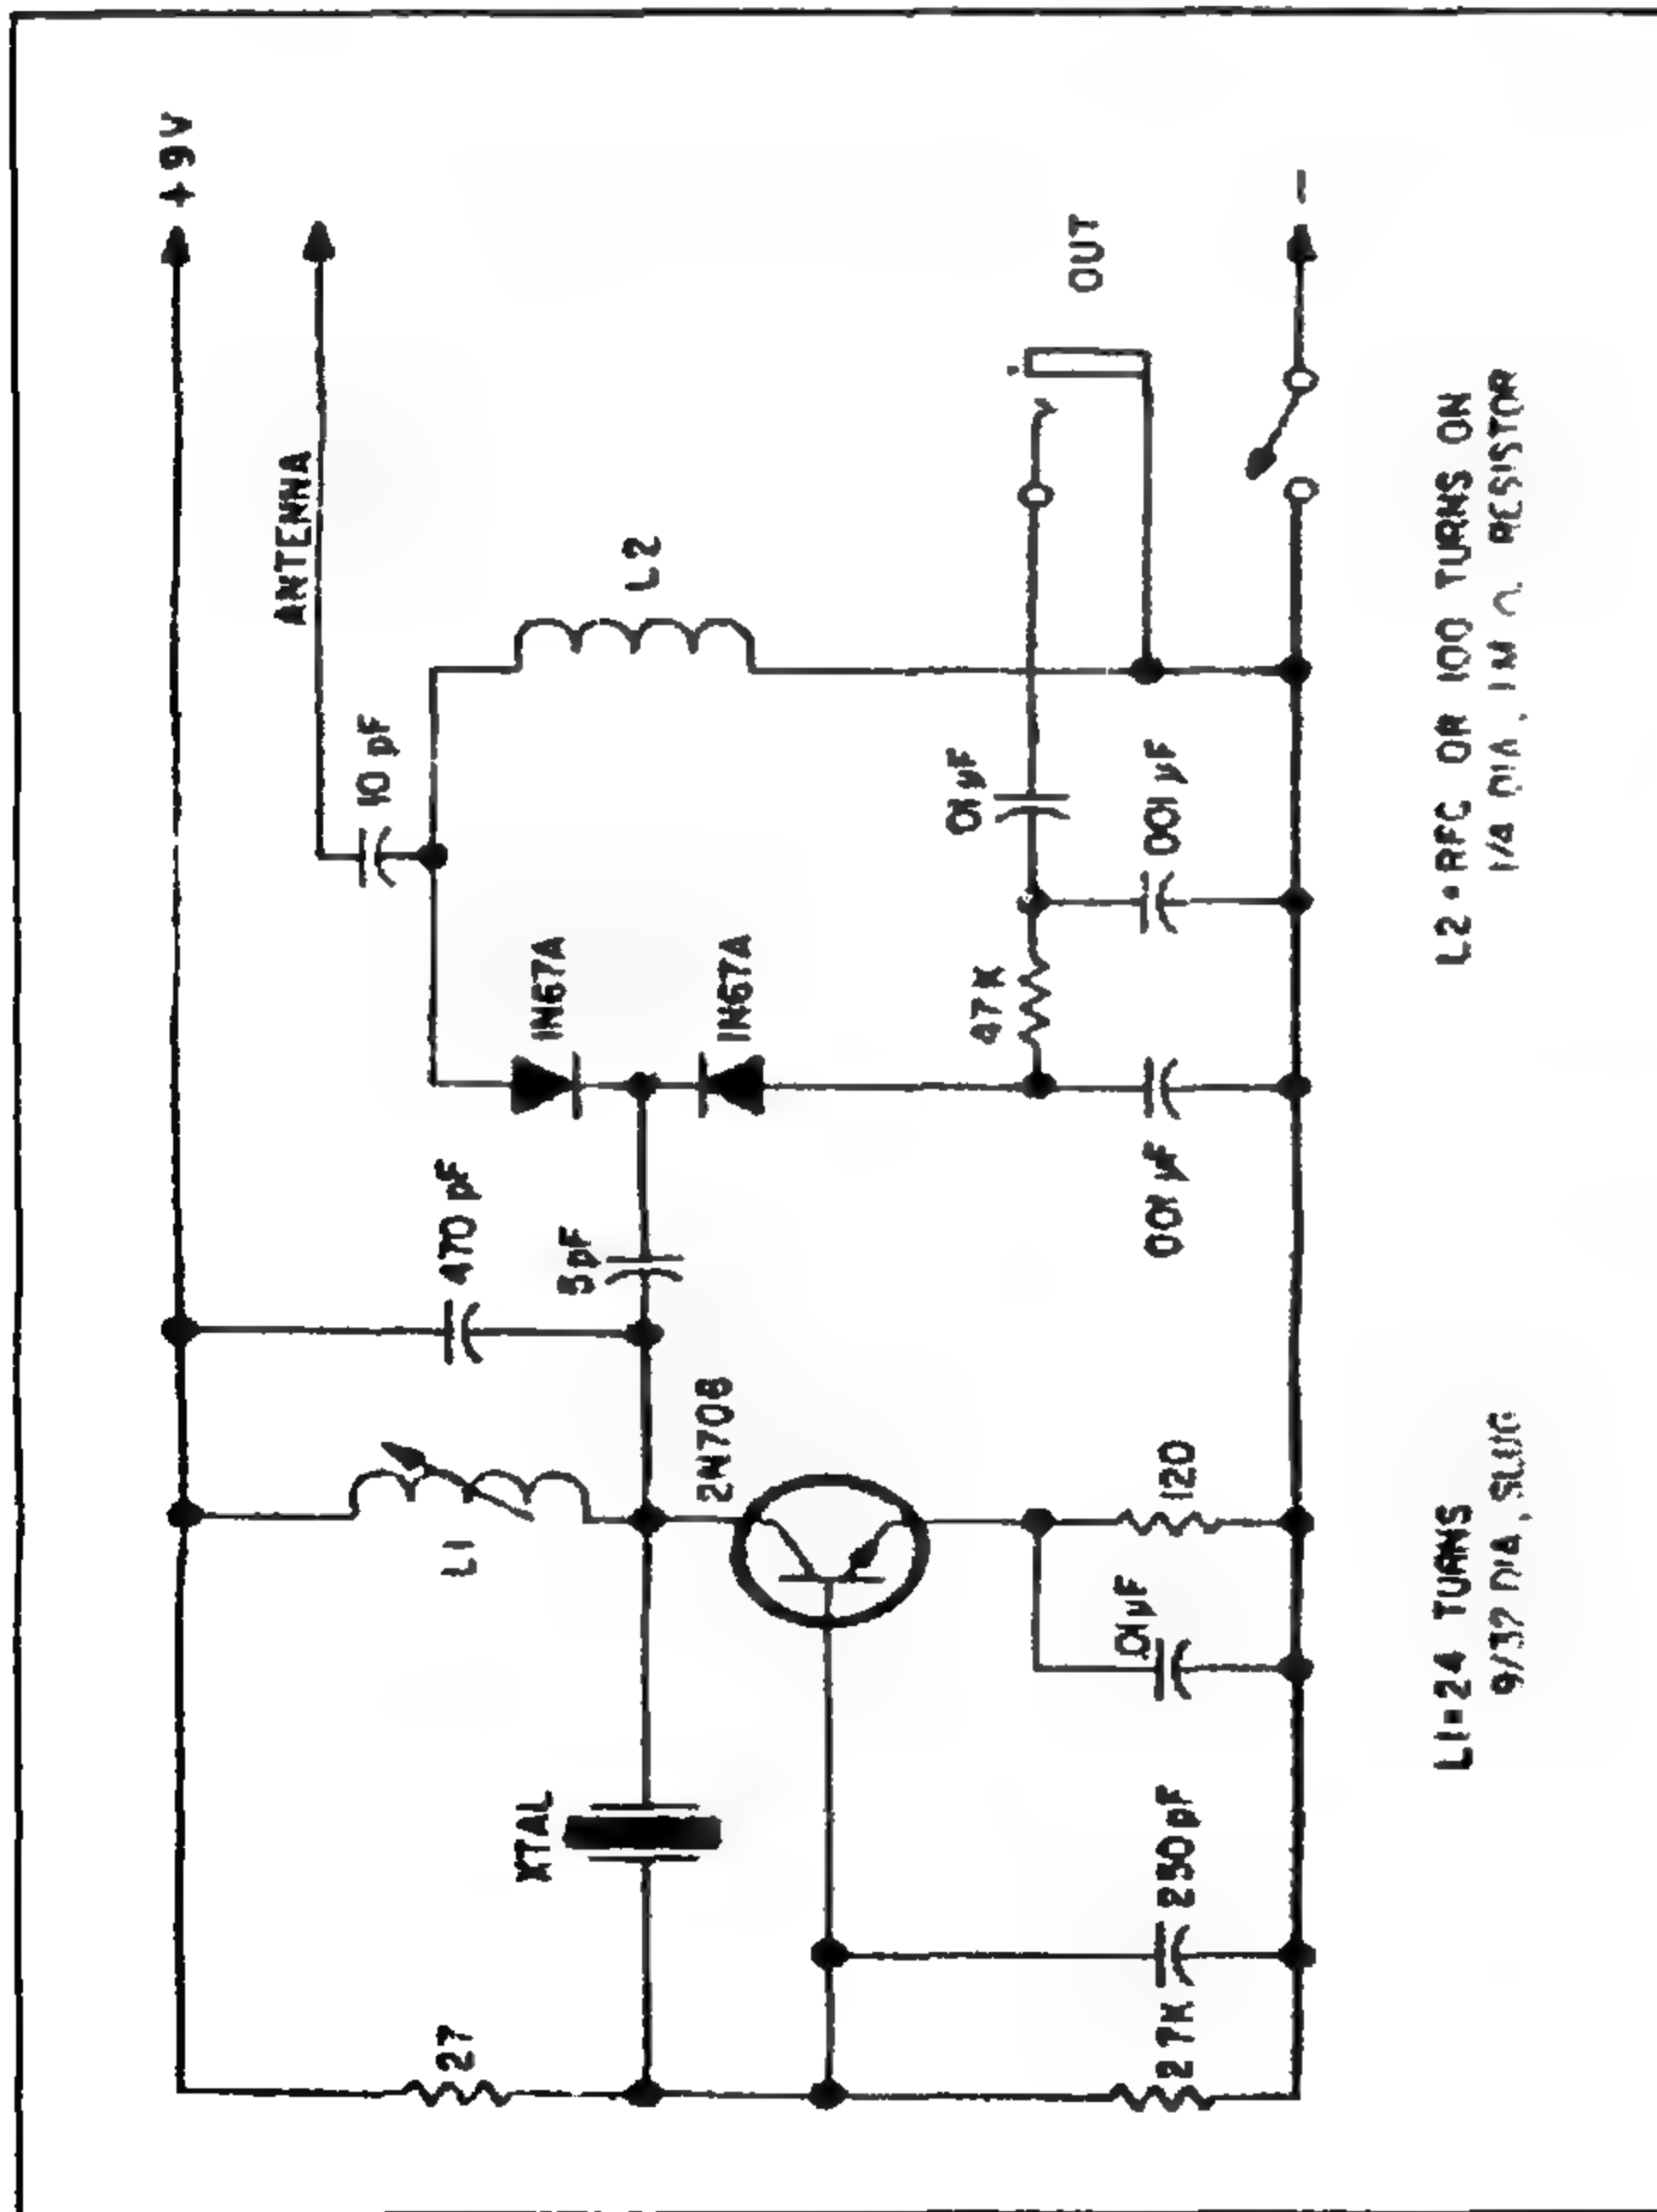 +9V
ANTENNA
10 pF
L2
OUT
-
470 pF
5pF
1N67A
1N67A
47K
.01µF
.001µF
.001µF
L1
2N708
XTAL
27
27K
250pF
.01µF
120
L1=24 TURNS
9/32 DIA, SLUG
L2=RFC OR 100 TURNS ON
1/4 DIA, 1M Ω RESISTOR